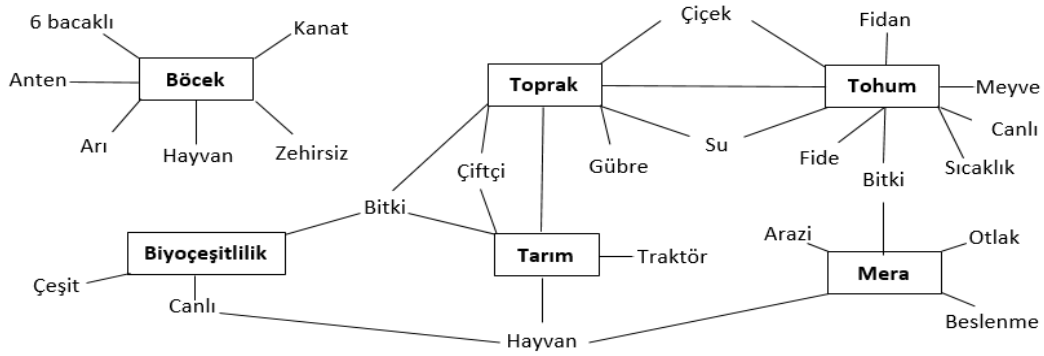 6 bacaklı
Kanat
Anten
Böcek
Arı
Hayvan
Zehirsiz
Çiçek
Fidan
Toprak
Tohum
Meyve
Canlı
Su
Fide
Sıcaklık
Çiftçi
Gübre
Bitki
Bitki
Biyoçeşitlilik
Tarım
Traktör
Arazi
Otlak
Mera
Çeşit
Canlı
Hayvan
Beslenme